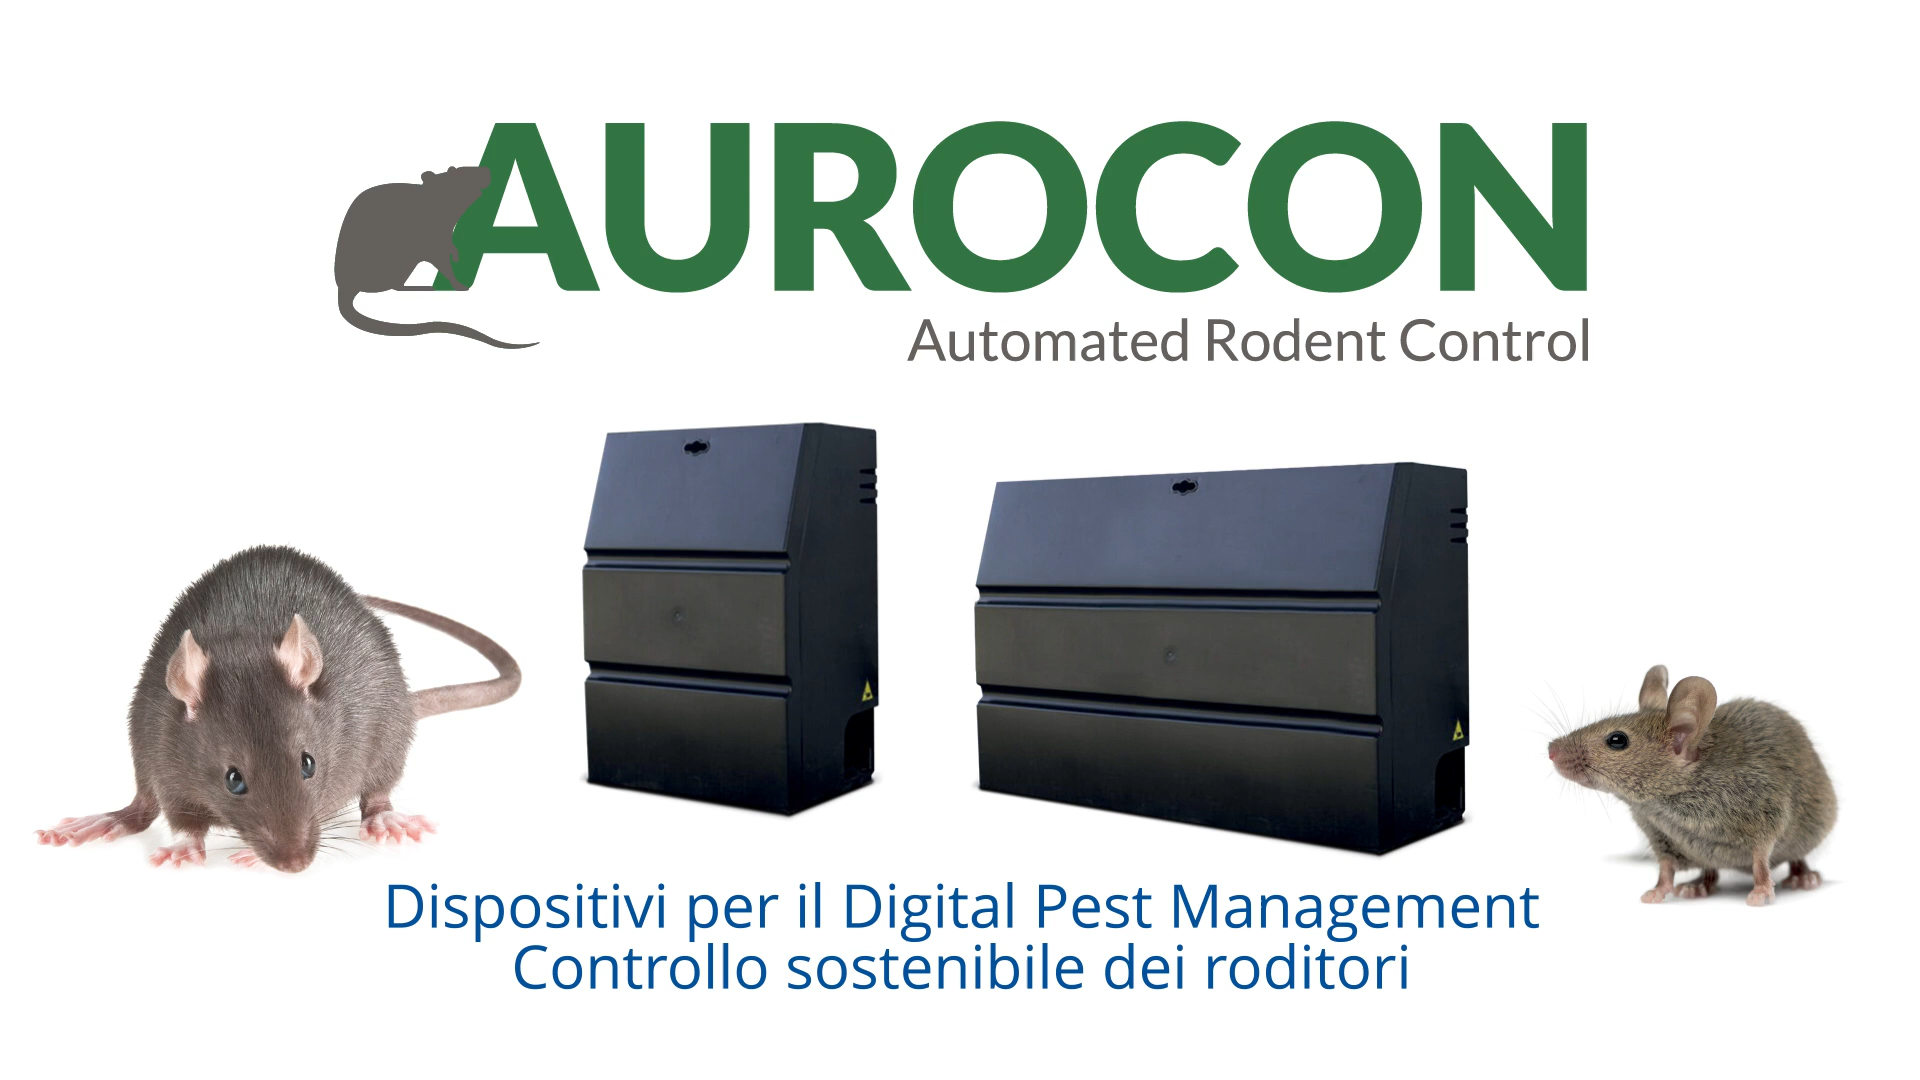 AUROCON
Automated Rodent Control
Dispositivi per il Digital Pest Management
Controllo sostenibile dei roditori